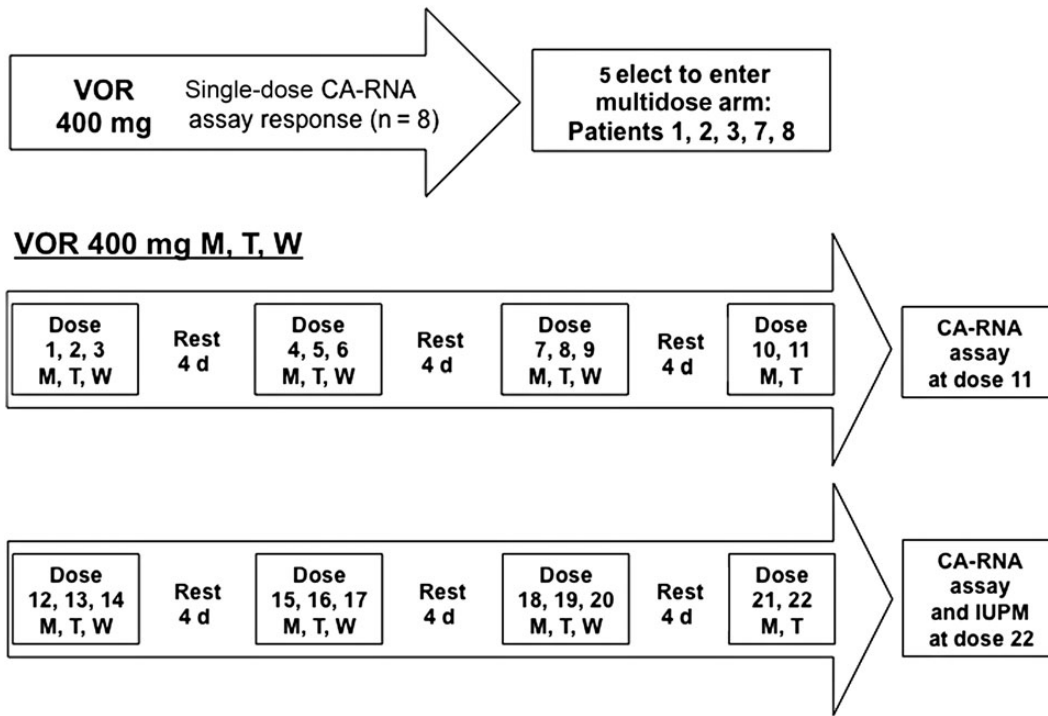 VOR
400 mg
Single-dose CA-RNA
assay response (n = 8)
5 elect to enter
multidose arm:
Patients 1, 2, 3, 7, 8
VOR 400 mg M, T, W
Dose
1, 2, 3
M, T, W
Rest
4 d
Dose
4, 5, 6
M, T, W
Rest
4 d
Dose
7, 8, 9
M, T, W
Rest
4 d
Dose
10, 11
M, T
CA-RNA
assay
at dose 11
Dose
12, 13, 14
M, T, W
Rest
4 d
Dose
15, 16, 17
M, T, W
Rest
4 d
Dose
18, 19, 20
M, T, W
Rest
4 d
Dose
21, 22
M, T
CA-RNA
assay
and IUPM
at dose 22